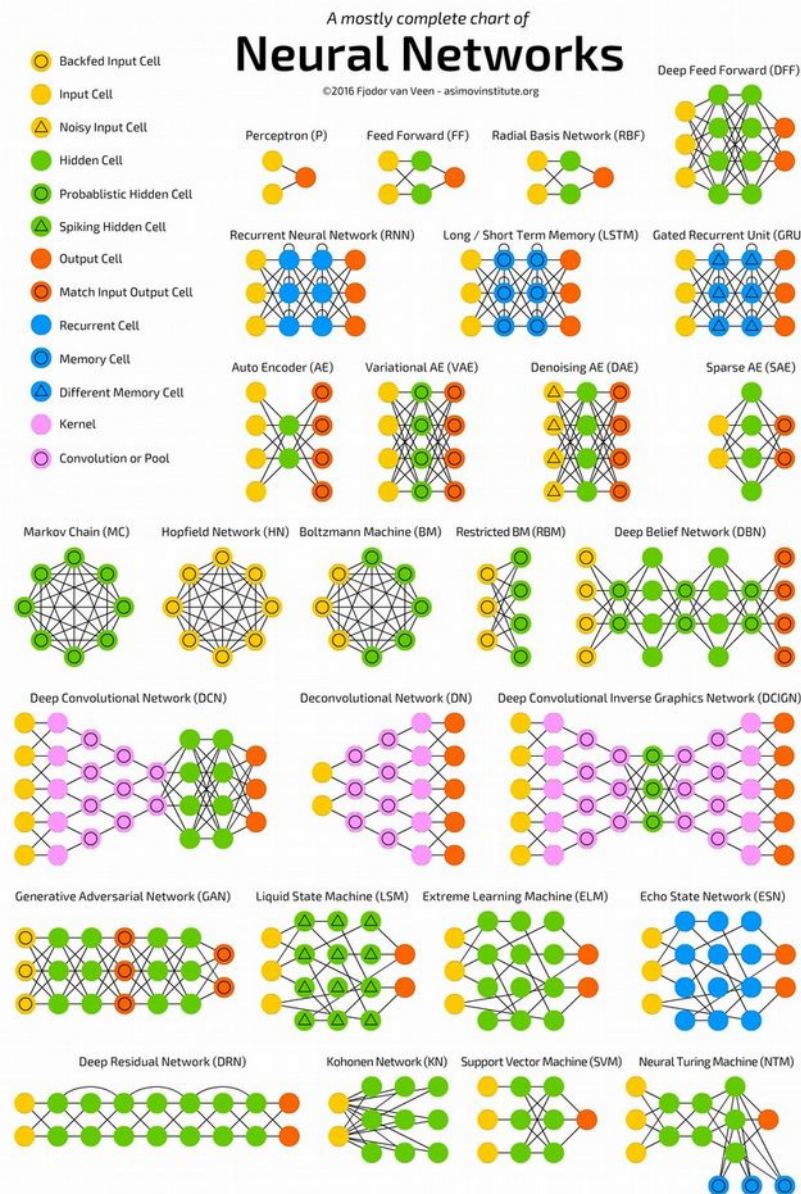 A mostly complete chart of
Neural Networks
©2016 Fjodor van Veen - asimovinstitute.org
Backfed Input Cell
Input Cell
Noisy Input Cell
Hidden Cell
Probablistic Hidden Cell
Spiking Hidden Cell
Output Cell
Match Input Output Cell
Recurrent Cell
Memory Cell
Different Memory Cell
Kernel
Convolution or Pool
Deep Feed Forward (DFF)
Perceptron (P)
Feed Forward (FF)
Radial Basis Network (RBF)
Recurrent Neural Network (RNN)
Long / Short Term Memory (LSTM)
Gated Recurrent Unit (GRU)
Auto Encoder (AE)
Variational AE (VAE)
Denoising AE (DAE)
Sparse AE (SAE)
Markov Chain (MC)
Hopfield Network (HN)
Boltzmann Machine (BM)
Restricted BM (RBM)
Deep Belief Network (DBN)
Deep Convolutional Network (DCN)
Deconvolutional Network (DN)
Deep Convolutional Inverse Graphics Network (DCIGN)
Generative Adversarial Network (GAN)
Liquid State Machine (LSM)
Extreme Learning Machine (ELM)
Echo State Network (ESN)
Deep Residual Network (DRN)
Kohonen Network (KN)
Support Vector Machine (SVM)
Neural Turing Machine (NTM)